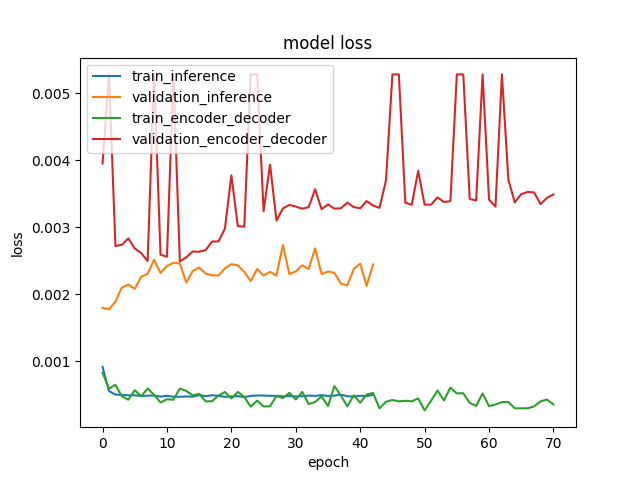 model loss
train_inference
validation_inference
train_encoder_decoder
validation_encoder_decoder
0.005
0.004
0.003
0.002
0.001
loss
0 10 20 30 40 50 60 70
epoch